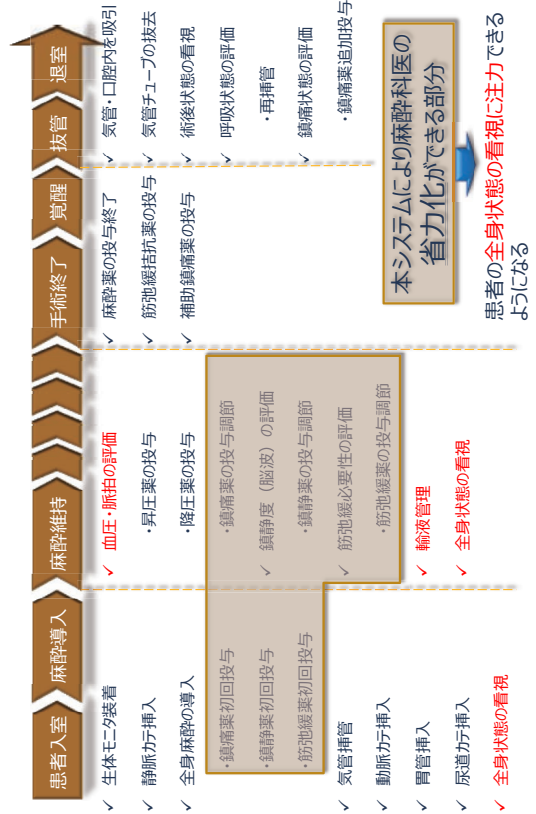 患者入室
麻酔導入
麻酔維持
手術終了
覚醒
抜管
退室
✓ 生体モニタ装着
✓ 静脈カテ挿入
✓ 全身麻酔の導入
・鎮痛薬初回投与
・鎮静薬初回投与
・筋弛緩薬初回投与
✓ 気管挿管
✓ 動脈カテ挿入
✓ 胃管挿入
✓ 尿道カテ挿入
✓ 全身状態の看視
✓ 血圧・脈拍の評価
・昇圧薬の投与
・降圧薬の投与
・鎮痛薬の投与調節
✓ 鎮静度（脳波）の評価
・鎮静薬の投与調節
✓ 筋弛緩必要性の評価
・筋弛緩薬の投与調節
✓ 輸液管理
✓ 全身状態の看視
✓ 麻酔薬の投与終了
✓ 筋弛緩拮抗薬の投与
✓ 補助鎮痛薬の投与
✓ 気管・口腔内を吸引
✓ 気管チューブの抜去
✓ 術後状態の看視
✓ 呼吸状態の評価
・再挿管
✓ 鎮痛状態の評価
・鎮痛薬追加投与
本システムにより麻酔科医の
省力化ができる部分
患者の全身状態の看視に注力できる
ようになる